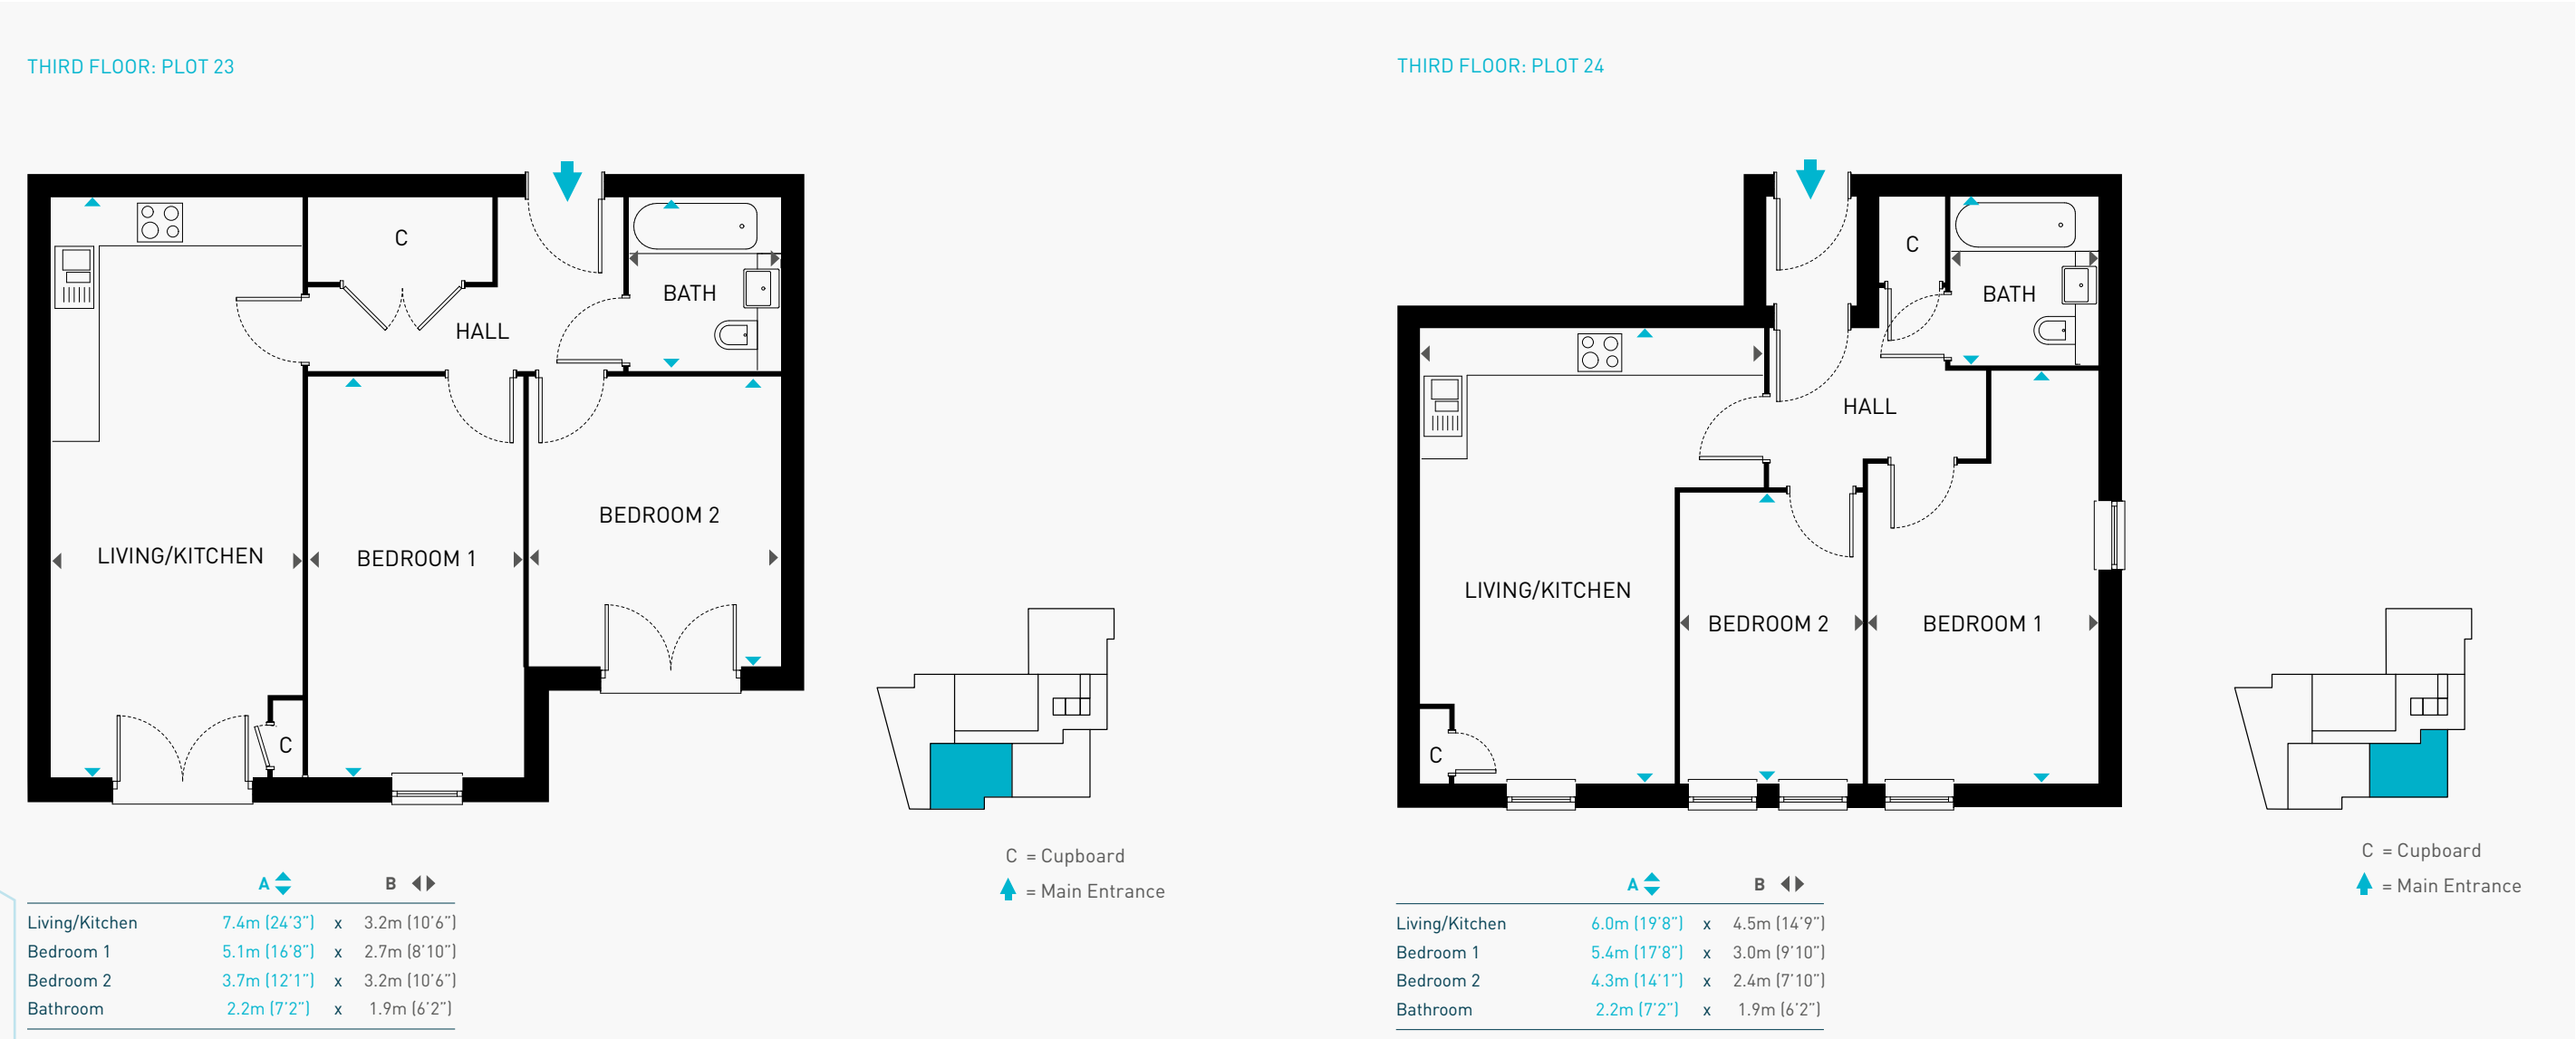 THIRD FLOOR: PLOT 23
C
BATH
HALL
BEDROOM 2
LIVING/KITCHEN
BEDROOM 1
C
C = Cupboard
= Main Entrance
A B
Living/Kitchen 7.4m (24'3") x 3.2m (10'6")
Bedroom 1 5.1m (16'8") x 2.7m (8'10")
Bedroom 2 3.7m (12'1") x 3.2m (10'6")
Bathroom 2.2m (7'2") x 1.9m (6'2")
THIRD FLOOR: PLOT 24
C
BATH
HALL
LIVING/KITCHEN
BEDROOM 2
BEDROOM 1
C
C = Cupboard
= Main Entrance
A B
Living/Kitchen 6.0m (19'8") x 4.5m (14'9")
Bedroom 1 5.4m (17'8") x 3.0m (9'10")
Bedroom 2 4.3m (14'1") x 2.4m (7'10")
Bathroom 2.2m (7'2") x 1.9m (6'2")